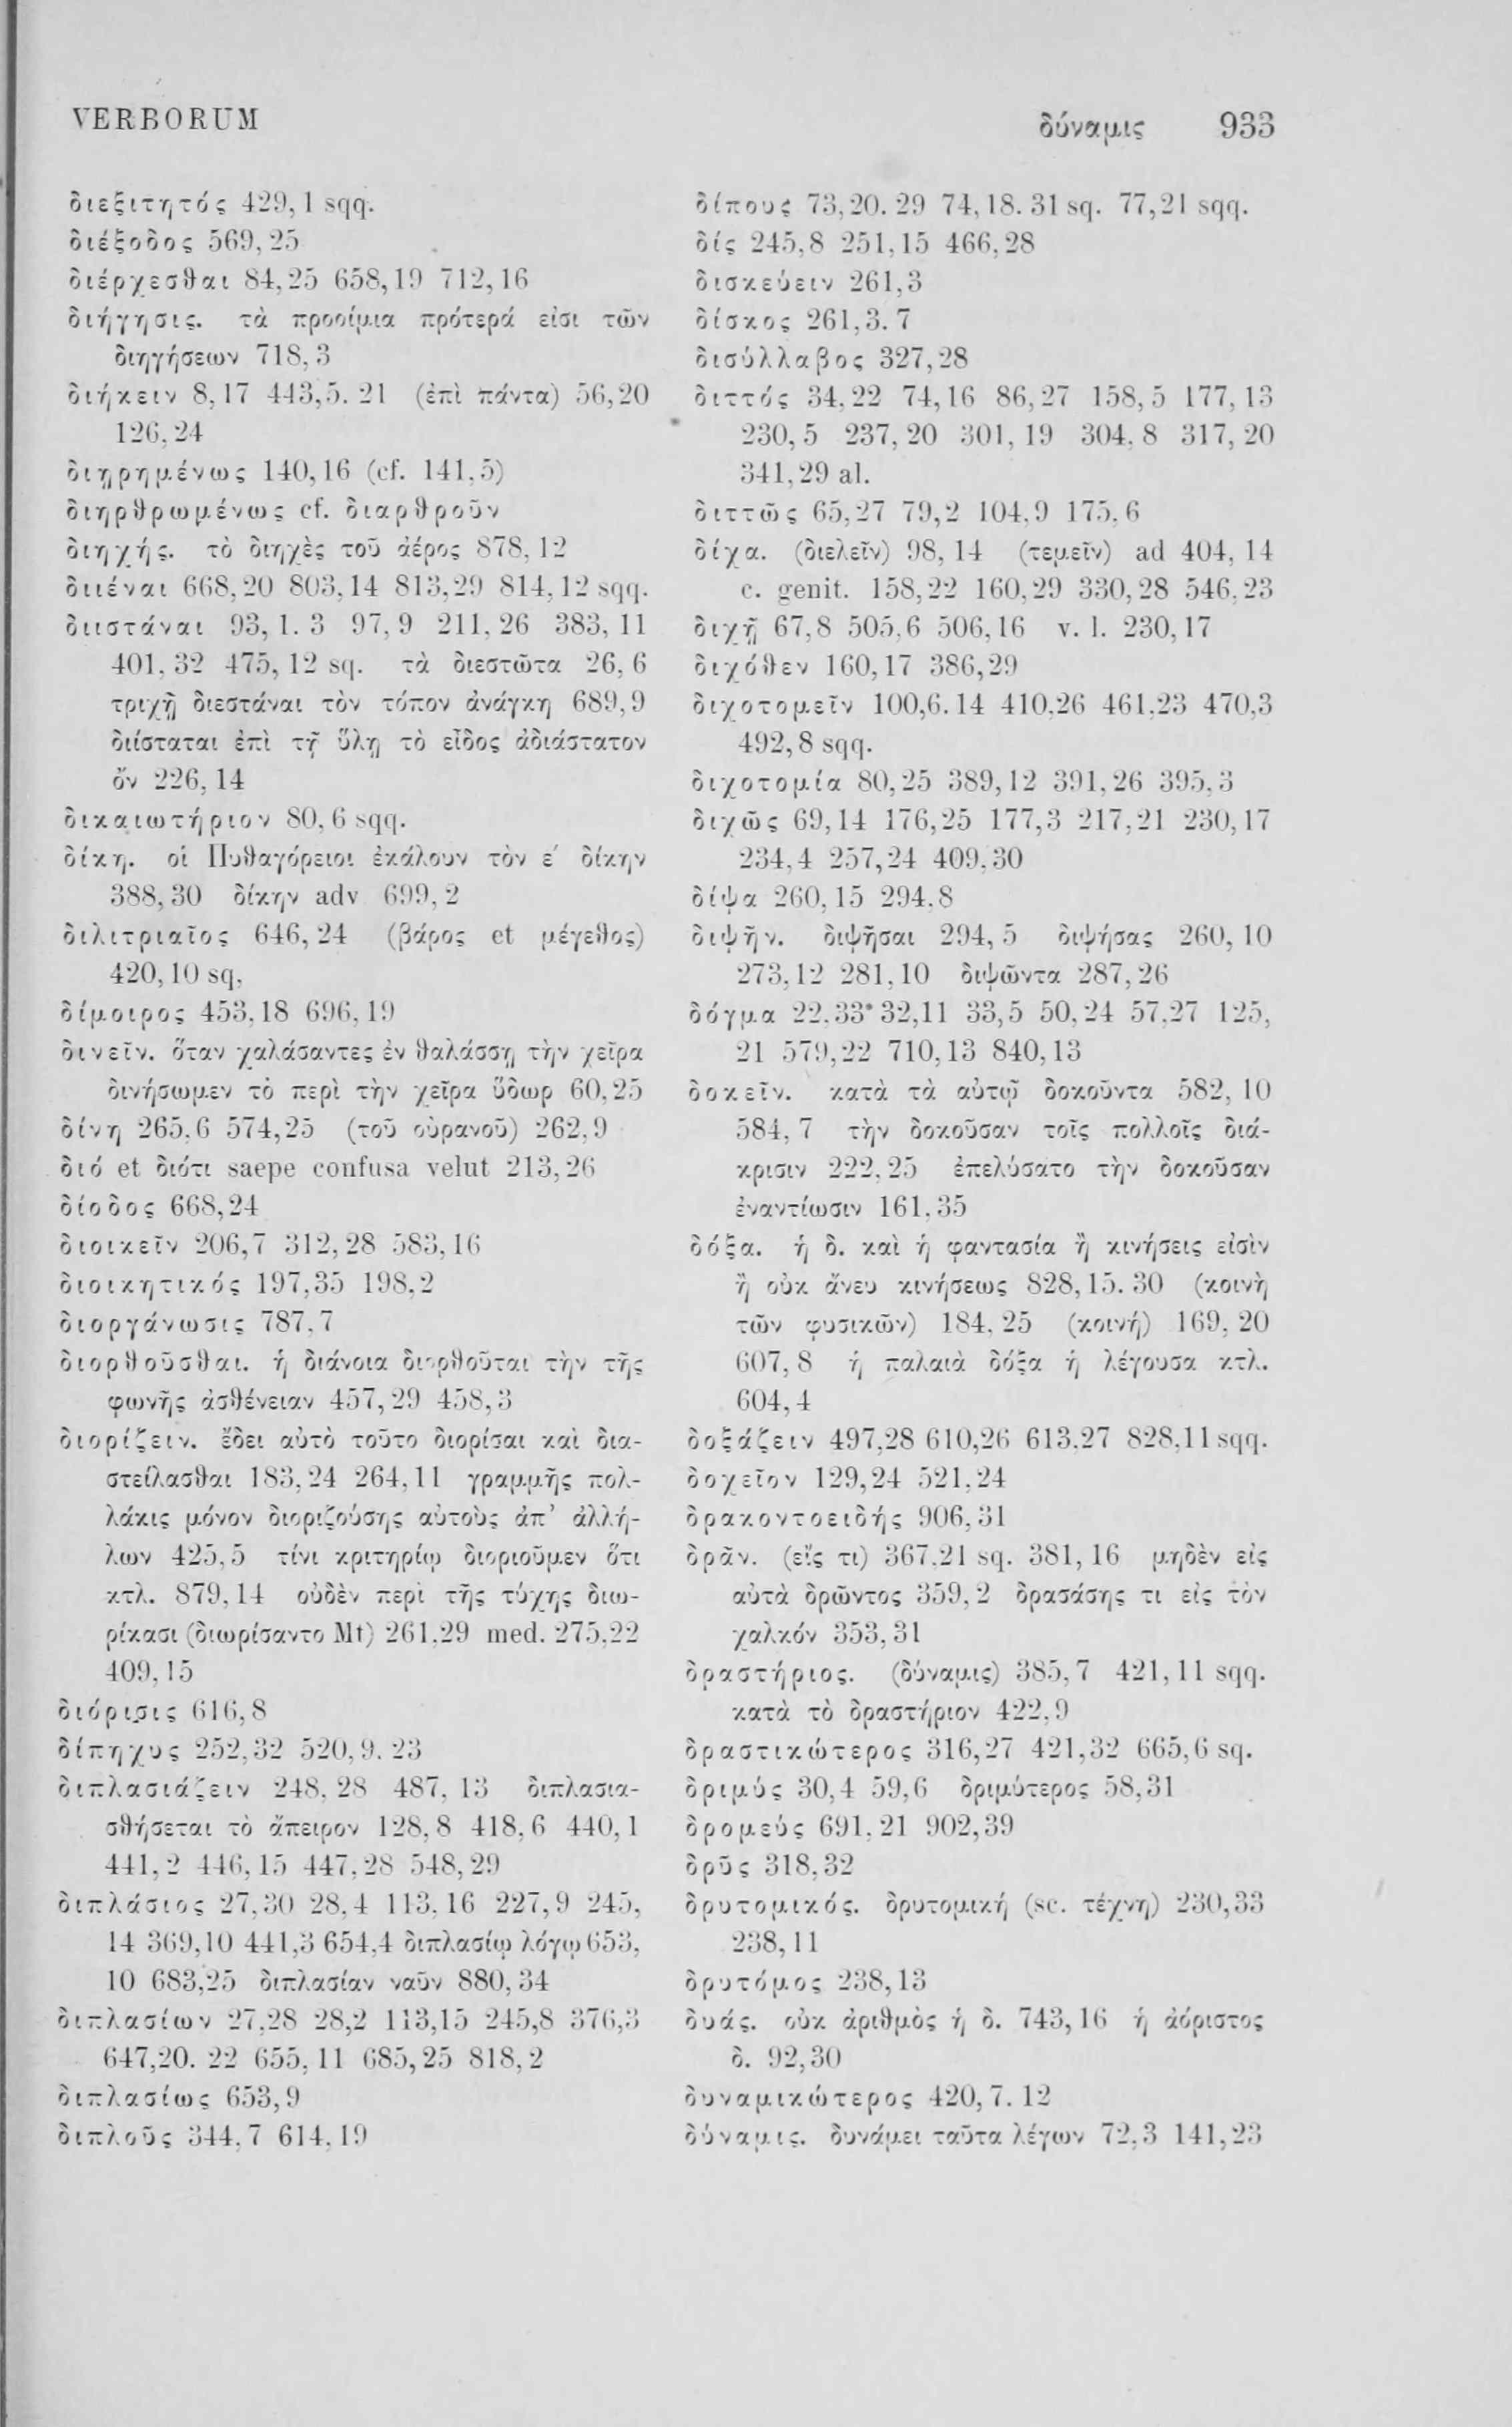 VERBORUM δύναμις 933
διεξιτητός 429,1 sqq.
διέξοδος 569,25
διέρχεσθαι 84,25 658,19 712,16
διήγησις. τὰ προοίμια πρότερά εἰσι τῶν
διηγήσεων 718,3
διήκειν 8,17 443,5. 21 (ἐπὶ πάντα) 56,20
126,24
διῃρημένως 140,16 (cf. 141,5)
διηρθρωμένως cf. διαρθροῦν
διηχής. τὸ διηχὲς τοῦ ἀέρος 878,12
διιέναι 668,20 803,14 813,29 814,12 sqq.
διιστάναι 93,1. 3 97,9 211,26 383,11
401,32 475,12 sq. τὰ διεστῶτα 26,6
τριχῇ διεστάναι τὸν τόπον ἀνάγκη 689,9
διίσταται ἐπὶ τῇ ὕλῃ τὸ εἶδος ἀδιάστατον
ὄν 226,14
δικαιωτήριον 80,6 sqq.
δίκη. οἱ Πυθαγόρειοι ἐκάλουν τὸν ε΄ δίκην
388,30 δίκην adv 699,2
διλιτριαῖος 646,24 (βάρος et μέγεθος)
420,10 sq.
δίμοιρος 453,18 696,19
δινεῖν. ὅταν χαλάσαντες ἐν θαλάσσῃ τὴν χεῖρα
δινήσωμεν τὸ περὶ τὴν χεῖρα ὕδωρ 60,25
δίνη 265,6 574,25 (τοῦ οὐρανοῦ) 262,9
διό et διότι saepe confusa velut 213,26
δίοδος 668,24
διοικεῖν 206,7 312,28 583,16
διοικητικός 197,35 198,2
διοργάνωσις 787,7
διορθοῦσθαι. ἡ διάνοια διορθοῦται τὴν τῆς
φωνῆς ἀσθένειαν 457,29 458,3
διορίζειν. ἔδει αὐτὸ τοῦτο διορίσαι καὶ δια-
στείλασθαι 183,24 264,11 γραμμῆς πολ-
λάκις μόνον διοριζούσης αὐτοὺς ἀπ’ ἀλλή-
λων 425,5 τίνι κριτηρίῳ διοριοῦμεν ὅτι
κτλ. 879,14 οὐδὲν περὶ τῆς τύχης διω-
ρίκασι (διωρίσαντο Mt) 261,29 med. 275,22
409,15
διόρισις 616,8
δίπηχυς 252,32 520,9. 23
διπλασιάζειν 248,28 487,13 διπλασια-
σθήσεται τὸ ἄπειρον 128,8 418,6 440,1
441,2 446,15 447,28 548,29
διπλάσιος 27,30 28,4 113,16 227,9 245,
14 369,10 441,3 654,4 διπλασίῳ λόγῳ 653,
10 683,25 διπλασίαν ναῦν 880,34
διπλασίων 27,28 28,2 113,15 245,8 376,3
647,20. 22 655,11 685,25 818,2
διπλασίως 653,9
διπλοῦς 344,7 614,19
δίπους 73,20. 29 74,18. 31 sq. 77,21 sqq.
δίς 245,8 251,15 466,28
δισκεύειν 261,3
δίσκος 261,3. 7
δισύλλαβος 327,28
διττός 34,22 74,16 86,27 158,5 177,13
230,5 237,20 301,19 304,8 317,20
341,29 al.
διττῶς 65,27 79,2 104,9 175,6
δίχα. (διελεῖν) 98,14 (τεμεῖν) ad 404,14
c. genit. 158,22 160,29 330,28 546,23
διχῇ 67,8 505,6 506,16 v. l. 230,17
διχόθεν 160,17 386,29
διχοτομεῖν 100,6. 14 410,26 461,23 470,3
492,8 sqq.
διχοτομία 80,25 389,12 391,26 395,3
διχῶς 69,14 176,25 177,3 217,21 230,17
234,4 257,24 409,30
δίψα 260,15 294,8
διψῆν. διψῆσαι 294,5 διψήσας 260,10
273,12 281,10 διψῶντα 287,26
δόγμα 22,33 32,11 33,5 50,24 57,27 125,
21 579,22 710,13 840,13
δοκεῖν. κατὰ τὰ αὐτῷ δοκοῦντα 582,10
584,7 τὴν δοκοῦσαν τοῖς πολλοῖς διά-
κρισιν 222,25 ἐπελύσατο τὴν δοκοῦσαν
ἐναντίωσιν 161,35
δόξα. ἡ δ. καὶ ἡ φαντασία ἢ κινήσεις εἰσὶν
ἢ οὐκ ἄνευ κινήσεως 828,15. 30 (κοινὴ
τῶν φυσικῶν) 184,25 (κοινή) 169,20
607,8 ἡ παλαιὰ δόξα ἡ λέγουσα κτλ.
604,4
δοξάζειν 497,28 610,26 613,27 828,11 sqq.
δοχεῖον 129,24 521,24
δρακοντοειδής 906,31
δρᾶν. (εἴς τι) 367,21 sq. 381,16 μηδὲν εἰς
αὐτὰ δρῶντος 359,2 δρασάσης τι εἰς τὸν
χαλκόν 353,31
δραστήριος. (δύναμις) 385,7 421,11 sqq.
κατὰ τὸ δραστήριον 422,9
δραστικώτερος 316,27 421,32 665,6 sq.
δριμύς 30,4 59,6 δριμύτερος 58,31
δρομεύς 691,21 902,39
δρῦς 318,32
δρυτομικός. δρυτομική (sc. τέχνη) 230,33
238,11
δρυτόμος 238,13
δυάς. οὐκ ἀριθμὸς ἡ δ. 743,16 ἡ ἀόριστος
δ. 92,30
δυναμικώτερος 420,7. 12
δύναμις. δυνάμει ταῦτα λέγων 72,3 141,23